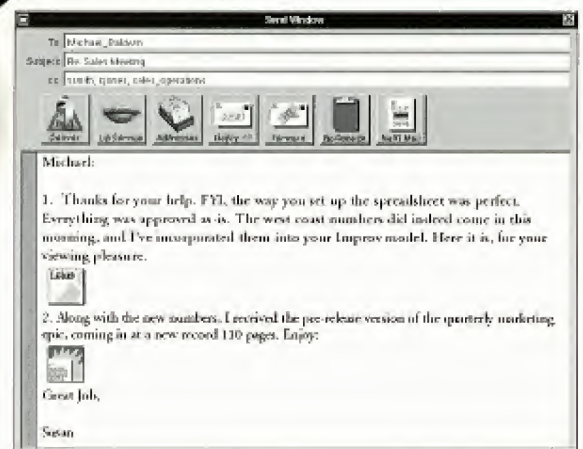 Send Window
To Michael_Baldwin
Subject Re: Sales Meeting
cc sales_operations
Addresses
Michael:
1. Thanks for your help. FYI, the way you set up the spreadsheet was perfect.
Everything was approved as-is. The west coast numbers did indeed come in this
morning, and I've incorporated them into your Improv model. Here it is, for your
viewing pleasure.
2. Along with the new numbers, I received the pre-release version of the quarterly marketing
epic, coming in at a new record 110 pages. Enjoy:
Great Job,
Susan